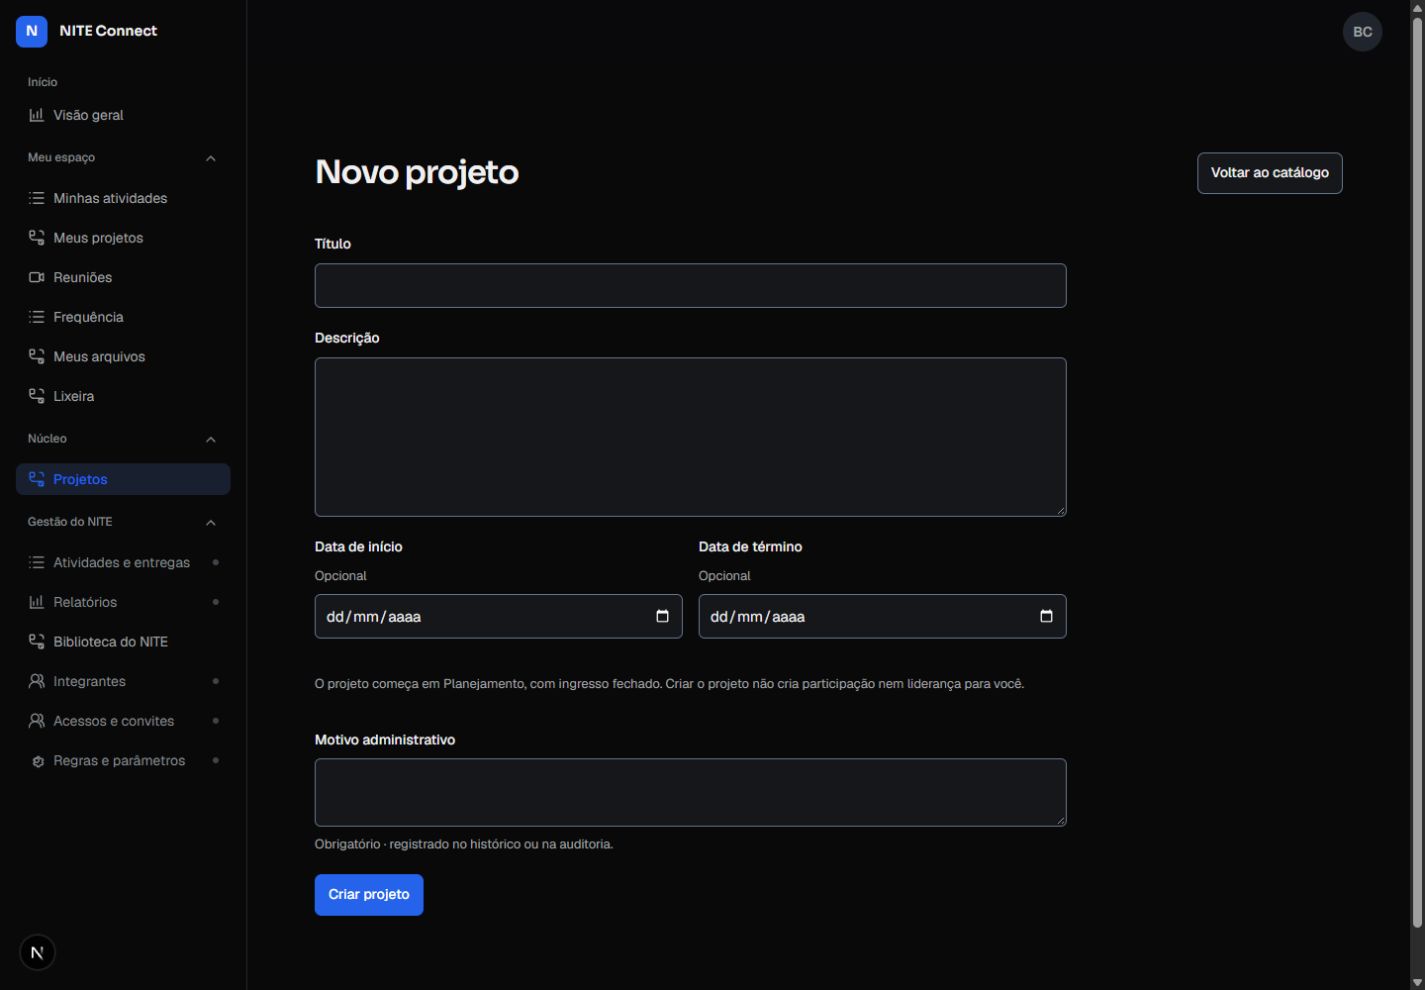 N NITE Connect
BC
Início
Visão geral
Meu espaço
Minhas atividades
Meus projetos
Reuniões
Frequência
Meus arquivos
Lixeira
Núcleo
Projetos
Gestão do NITE
Atividades e entregas
Relatórios
Biblioteca do NITE
Integrantes
Acessos e convites
Regras e parâmetros
N
Novo projeto
Voltar ao catálogo
Título
Descrição
Data de início
Opcional
dd/mm/aaaa
Data de término
Opcional
dd/mm/aaaa
O projeto começa em Planejamento, com ingresso fechado. Criar o projeto não cria participação nem liderança para você.
Motivo administrativo
Obrigatório · registrado no histórico ou na auditoria.
Criar projeto